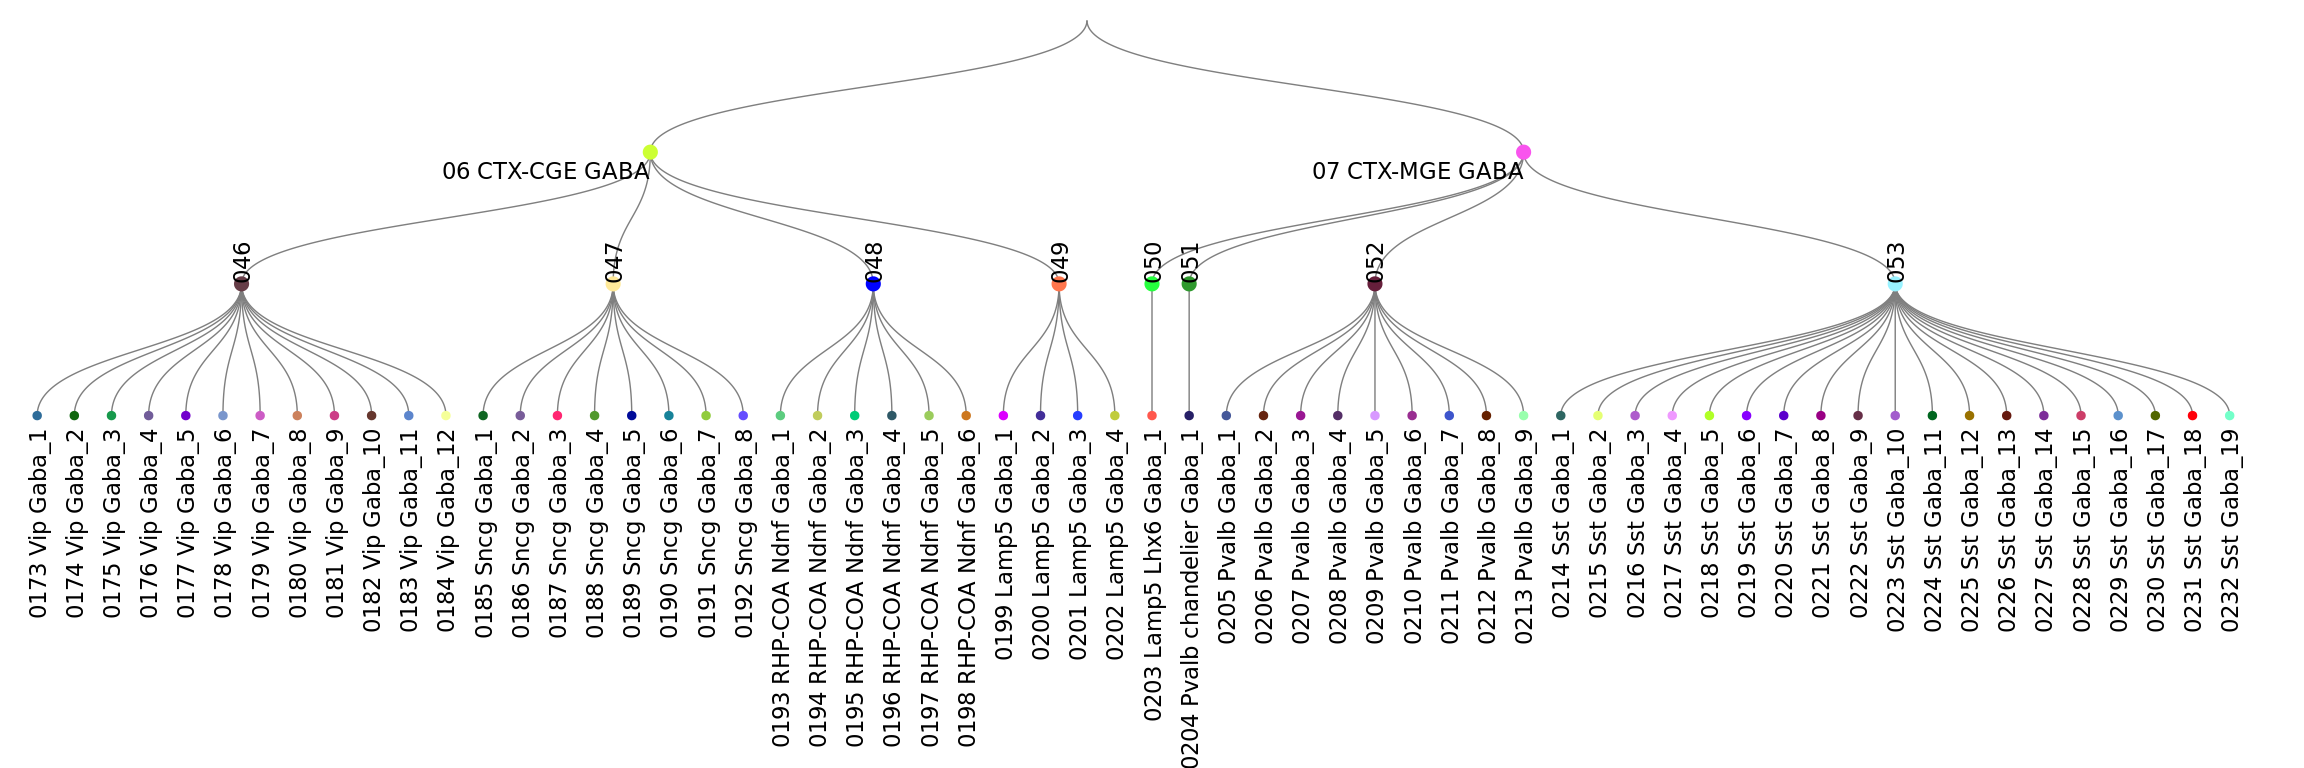 06 CTX-CGE GABA
07 CTX-MGE GABA
046
047
048
049
050
051
052
053
0173 Vip Gaba_1
0174 Vip Gaba_2
0175 Vip Gaba_3
0176 Vip Gaba_4
0177 Vip Gaba_5
0178 Vip Gaba_6
0179 Vip Gaba_7
0180 Vip Gaba_8
0181 Vip Gaba_9
0182 Vip Gaba_10
0183 Vip Gaba_11
0184 Vip Gaba_12
0185 Sncg Gaba_1
0186 Sncg Gaba_2
0187 Sncg Gaba_3
0188 Sncg Gaba_4
0189 Sncg Gaba_5
0190 Sncg Gaba_6
0191 Sncg Gaba_7
0192 Sncg Gaba_8
0193 RHP-COA Ndnf Gaba_1
0194 RHP-COA Ndnf Gaba_2
0195 RHP-COA Ndnf Gaba_3
0196 RHP-COA Ndnf Gaba_4
0197 RHP-COA Ndnf Gaba_5
0198 RHP-COA Ndnf Gaba_6
0199 Lamp5 Gaba_1
0200 Lamp5 Gaba_2
0201 Lamp5 Gaba_3
0202 Lamp5 Gaba_4
0203 Lamp5 Lhx6 Gaba_1
0204 Pvalb chandelier Gaba_1
0205 Pvalb Gaba_1
0206 Pvalb Gaba_2
0207 Pvalb Gaba_3
0208 Pvalb Gaba_4
0209 Pvalb Gaba_5
0210 Pvalb Gaba_6
0211 Pvalb Gaba_7
0212 Pvalb Gaba_8
0213 Pvalb Gaba_9
0214 Sst Gaba_1
0215 Sst Gaba_2
0216 Sst Gaba_3
0217 Sst Gaba_4
0218 Sst Gaba_5
0219 Sst Gaba_6
0220 Sst Gaba_7
0221 Sst Gaba_8
0222 Sst Gaba_9
0223 Sst Gaba_10
0224 Sst Gaba_11
0225 Sst Gaba_12
0226 Sst Gaba_13
0227 Sst Gaba_14
0228 Sst Gaba_15
0229 Sst Gaba_16
0230 Sst Gaba_17
0231 Sst Gaba_18
0232 Sst Gaba_19